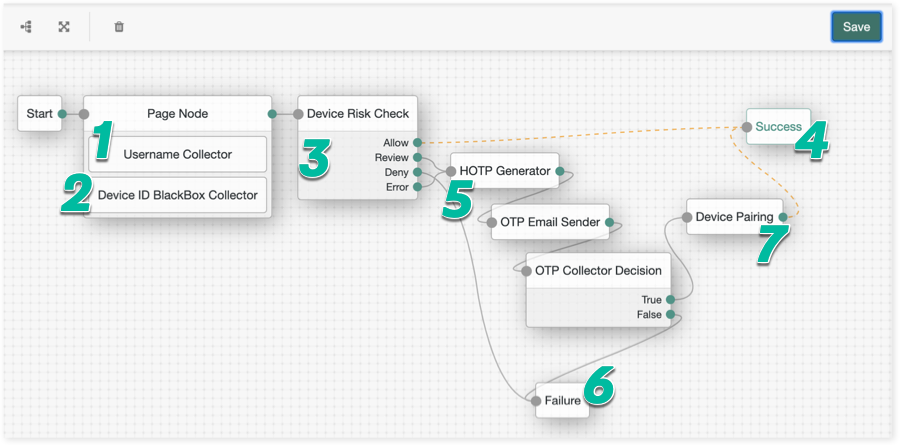 Save
Start
Page Node
1
Username Collector
2
Device ID BlackBox Collector
Device Risk Check
3
Allow
Review
Deny
Error
Success
4
HOTP Generator
5
OTP Email Sender
OTP Collector Decision
True
False
Device Pairing
7
Failure
6